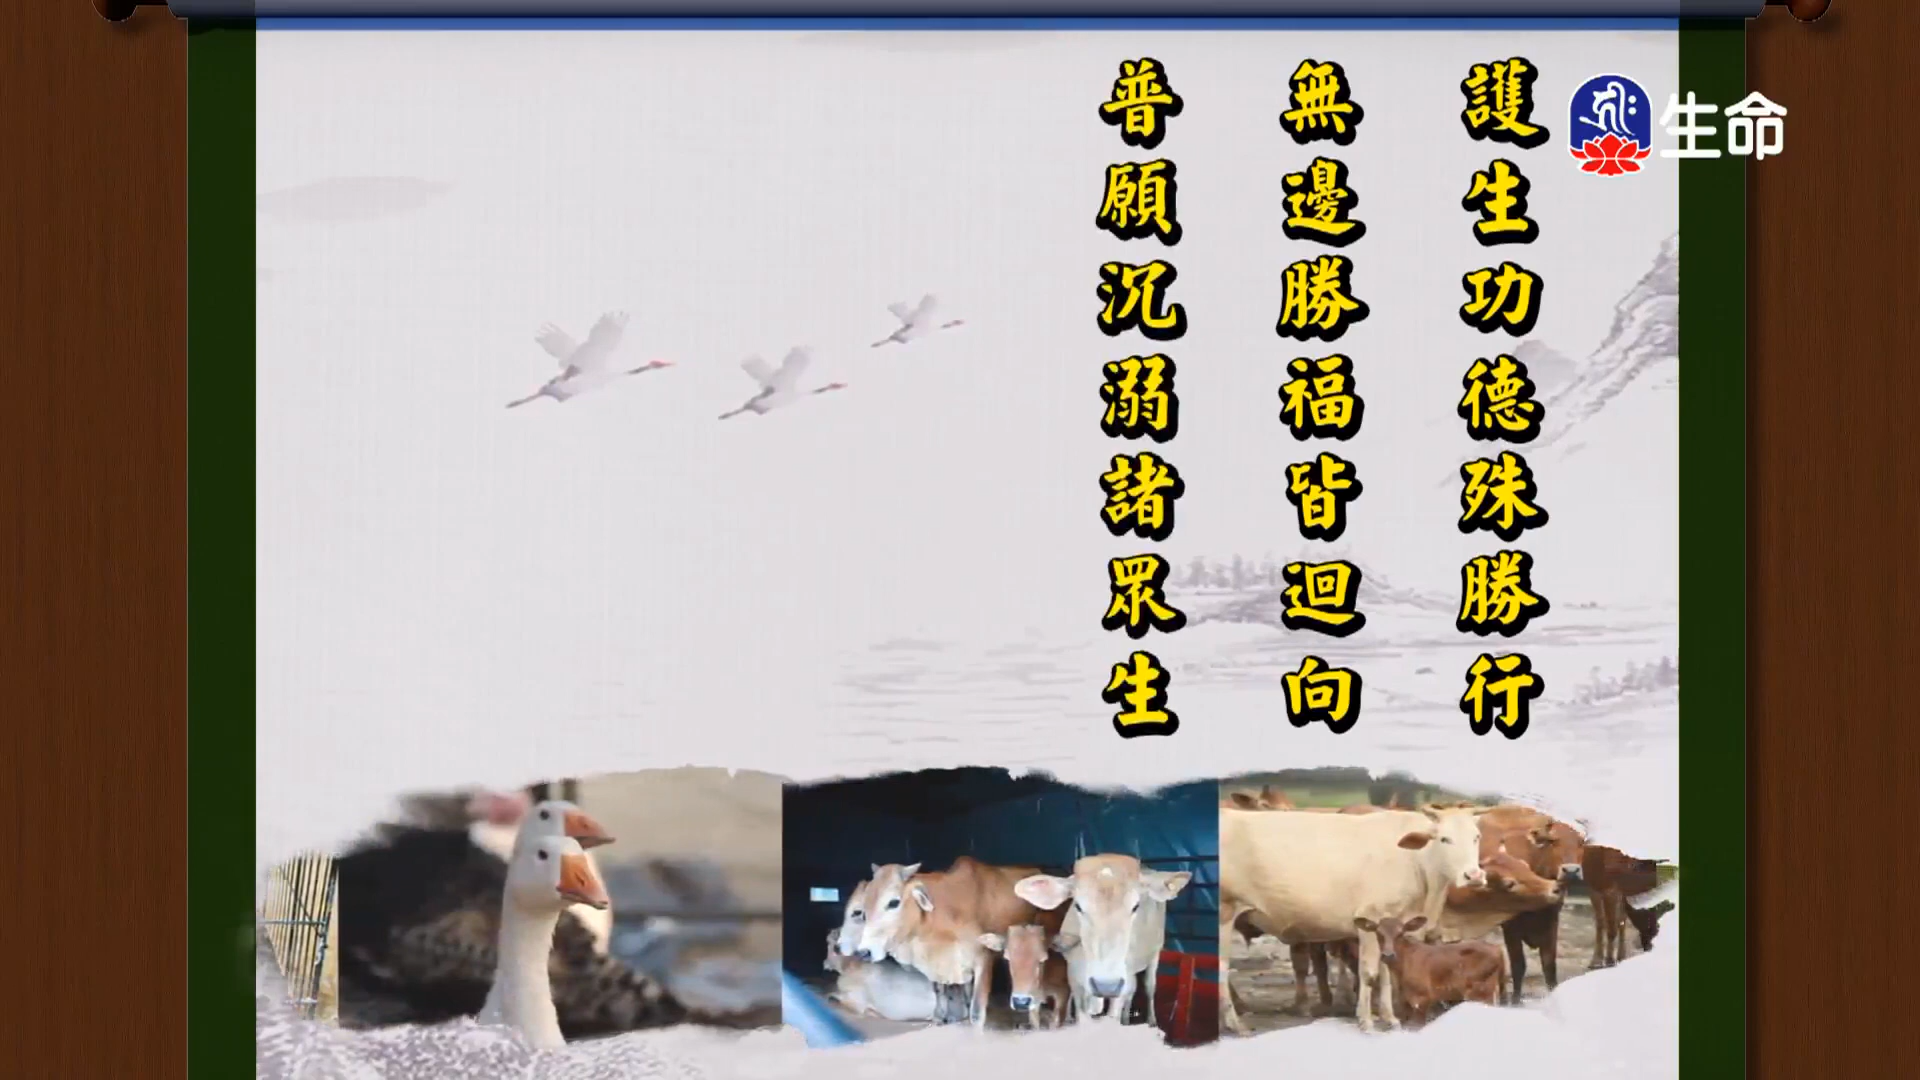 護生功德殊勝行
無邊勝福皆迴向
普願沉溺諸眾生
生命